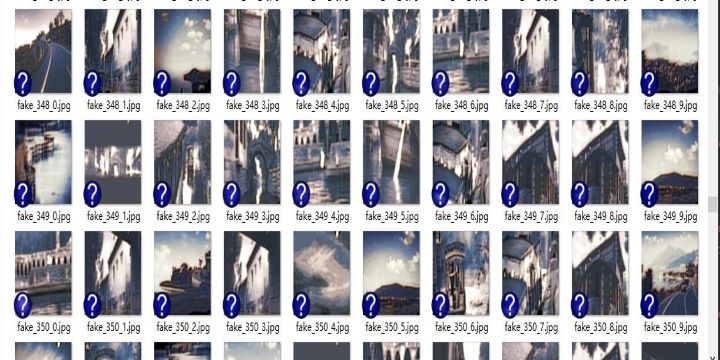 fake_348_0.jpg fake_348_1.jpg fake_348_2.jpg fake_348_3.jpg fake_348_4.jpg fake_348_5.jpg fake_348_6.jpg fake_348_7.jpg fake_348_8.jpg fake_348_9.jpg
fake_349_0.jpg fake_349_1.jpg fake_349_2.jpg fake_349_3.jpg fake_349_4.jpg fake_349_5.jpg fake_349_6.jpg fake_349_7.jpg fake_349_8.jpg fake_349_9.jpg
fake_350_0.jpg fake_350_1.jpg fake_350_2.jpg fake_350_3.jpg fake_350_4.jpg fake_350_5.jpg fake_350_6.jpg fake_350_7.jpg fake_350_8.jpg fake_350_9.jpg